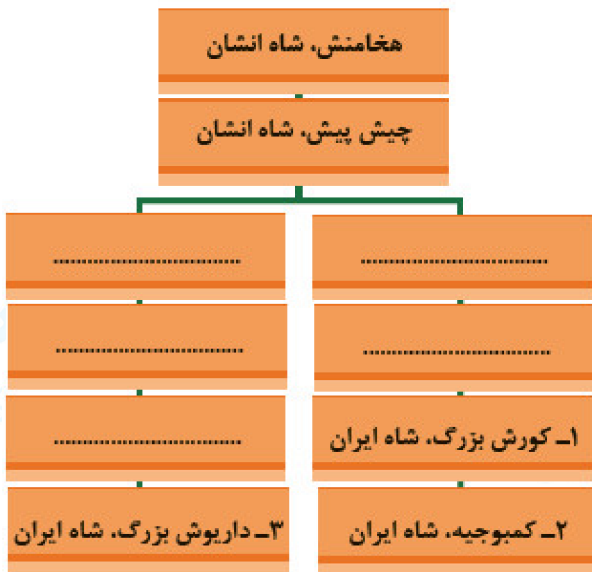 هخامنش، شاه انشان
چیش پیش، شاه انشان
................................
................................
................................
................................
۱ـ کورش بزرگ، شاه ایران
................................
۲ـ کمبوجیه، شاه ایران
۳ـ داریوش بزرگ، شاه ایران